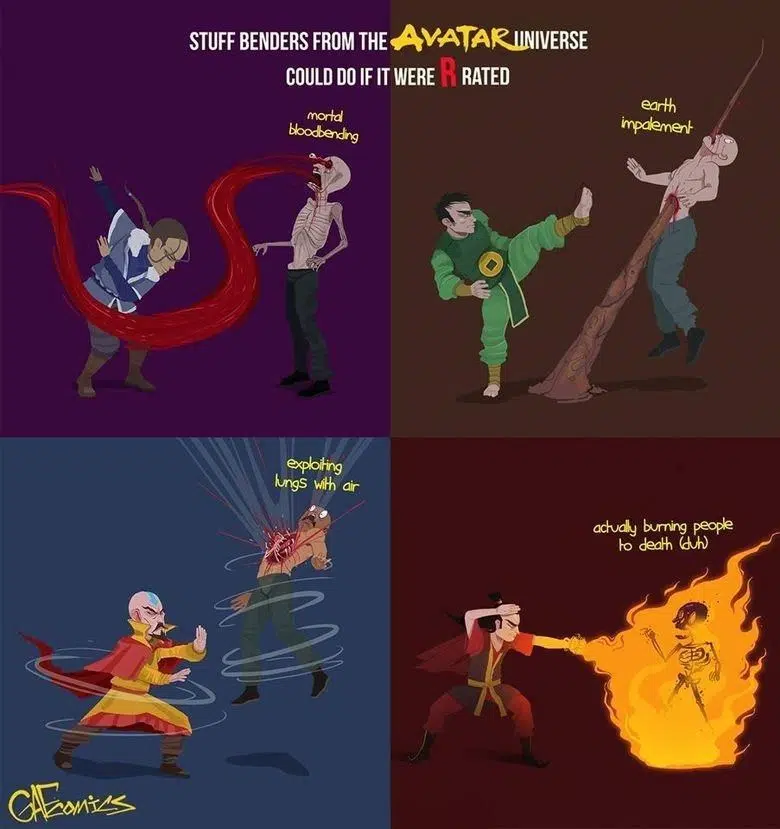 STUFF BENDERS FROM THE AVATAR UNIVERSE
COULD DO IF IT WERE R RATED
mortal
bloodbending
earth
impalement
exploiting
lungs with air
actually burning people
to death (duh)
GAFcomics